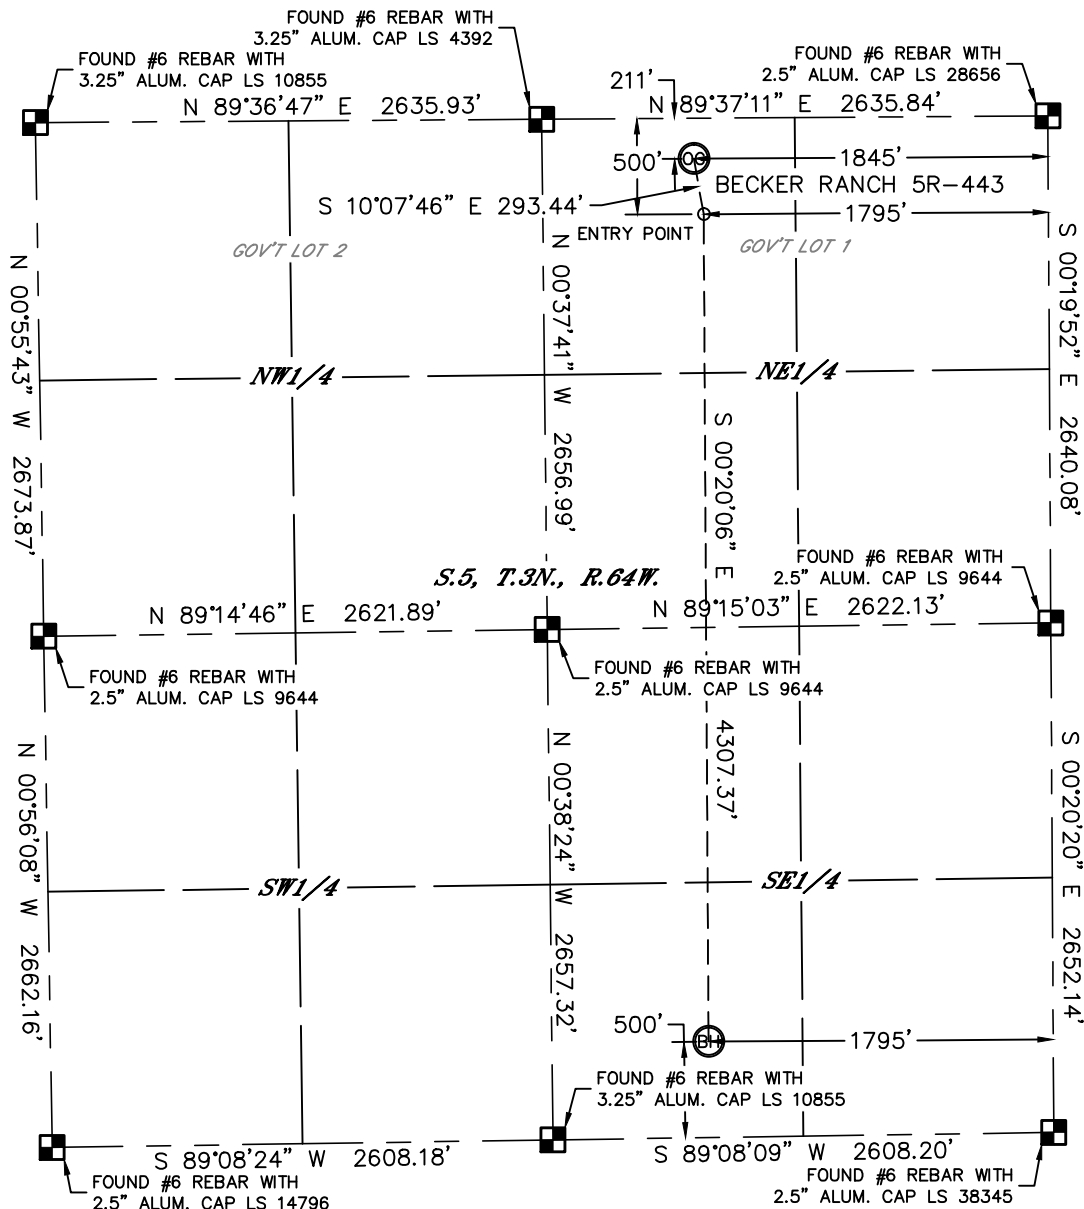 FOUND #6 REBAR WITH
3.25" ALUM. CAP LS 4392
FOUND #6 REBAR WITH
3.25" ALUM. CAP LS 10855
FOUND #6 REBAR WITH
2.5" ALUM. CAP LS 28656
N 89°36'47" E 2635.93'
211'
N 89°37'11" E 2635.84'
500'
OG
1845'
BECKER RANCH 5R-443
S 10°07'46" E 293.44'
1795'
ENTRY POINT
GOV'T LOT 2
GOV'T LOT 1
N 00°55'43" W 2673.87'
N 00°37'41" W 2656.99'
S 00°19'52" E 2640.08'
NW1/4
NE1/4
S 00°20'06" E 4307.37'
S.5, T.3N., R.64W.
FOUND #6 REBAR WITH
2.5" ALUM. CAP LS 9644
N 89°14'46" E 2621.89'
N 89°15'03" E 2622.13'
FOUND #6 REBAR WITH
2.5" ALUM. CAP LS 9644
FOUND #6 REBAR WITH
2.5" ALUM. CAP LS 9644
N 00°56'08" W 2662.16'
N 00°38'24" W 2657.32'
S 00°20'20" E 2652.14'
SW1/4
SE1/4
500'
BH
1795'
FOUND #6 REBAR WITH
3.25" ALUM. CAP LS 10855
S 89°08'24" W 2608.18'
S 89°08'09" W 2608.20'
FOUND #6 REBAR WITH
2.5" ALUM. CAP LS 14796
FOUND #6 REBAR WITH
2.5" ALUM. CAP LS 38345